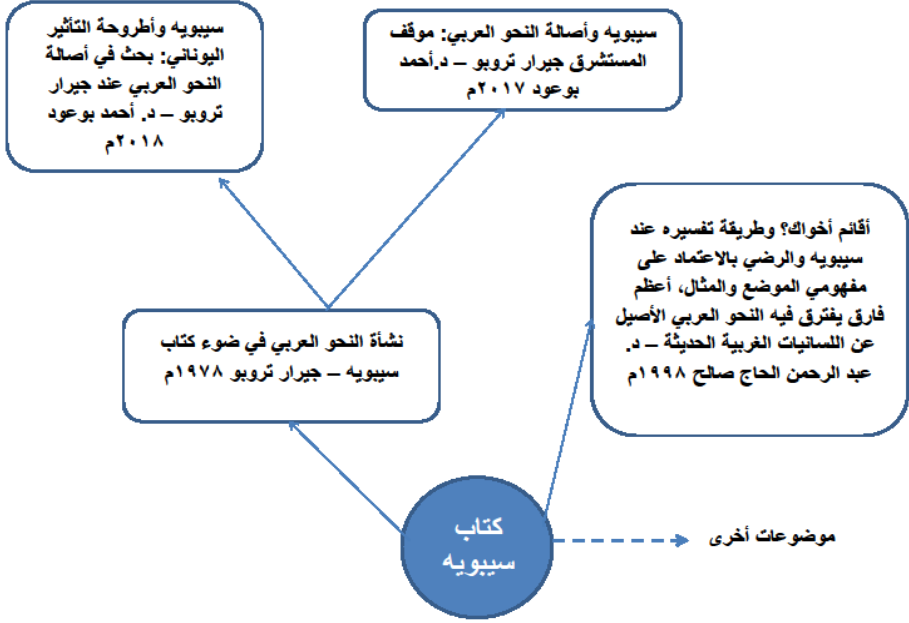 سيبويه وأصالة النحو العربي: موقف
المستشرق جيرار تروبو – د.أحمد
بوعود ٢٠١٧م
سيبويه وأطروحة التأثير
اليوناني: بحث في أصالة
النحو العربي عند جيرار
تروبو – د. أحمد بوعود
٢٠١٨م
أقائم أخواك؟ وطريقة تفسيره عند
سيبويه والرضي بالاعتماد على
مفهومي الموضع والمثال، أعظم
فارق يفترق فيه النحو العربي الأصيل
عن اللسانيات الغربية الحديثة – د.
عبد الرحمن الحاج صالح ١٩٩٨م
نشأة النحو العربي في ضوء كتاب
سيبويه – جيرار تروبو ١٩٧٨م
كتاب
سيبويه
موضوعات أخرى